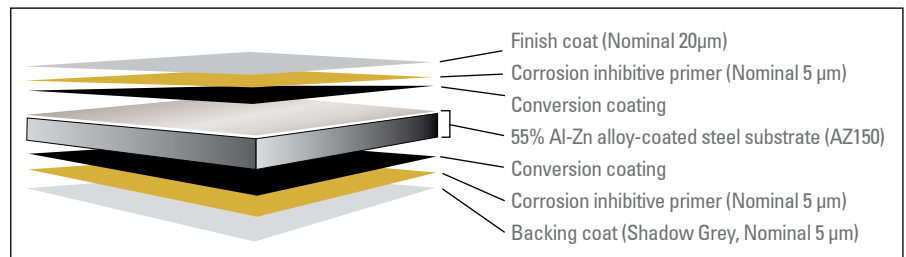 Finish coat (Nominal 20µm)
Corrosion inhibitive primer (Nominal 5 µm)
Conversion coating
55% Al-Zn alloy-coated steel substrate (AZ150)
Conversion coating
Corrosion inhibitive primer (Nominal 5 µm)
Backing coat (Shadow Grey, Nominal 5 µm)